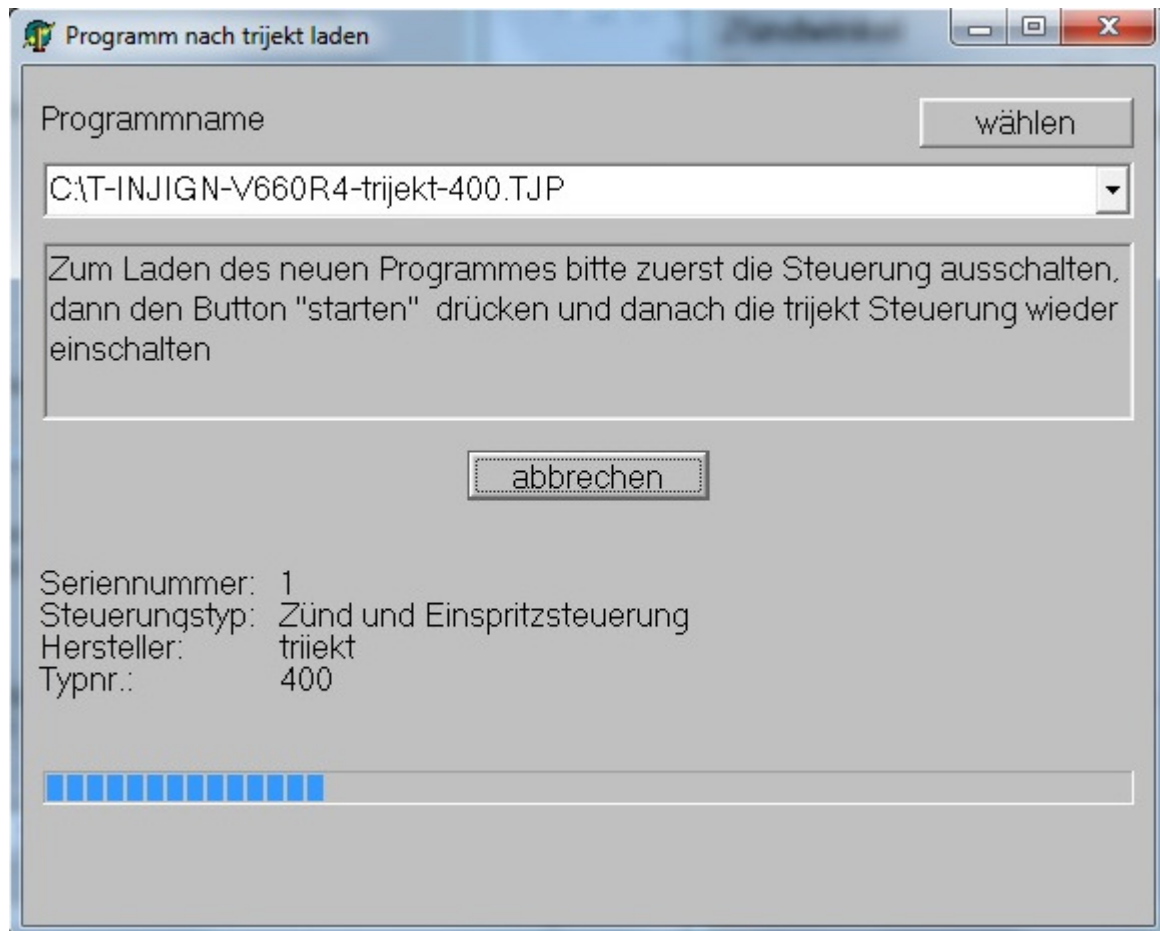 Programm nach trijekt laden
Programmname
wählen
C:\T-INJIGN-V660R4-trijekt-400.TJP
Zum Laden des neuen Programmes bitte zuerst die Steuerung ausschalten,
dann den Button "starten" drücken und danach die trijekt Steuerung wieder
einschalten
abbrechen
Seriennummer: 1
Steuerungstyp: Zünd und Einspritzsteuerung
Hersteller: triiekt
Typnr.: 400